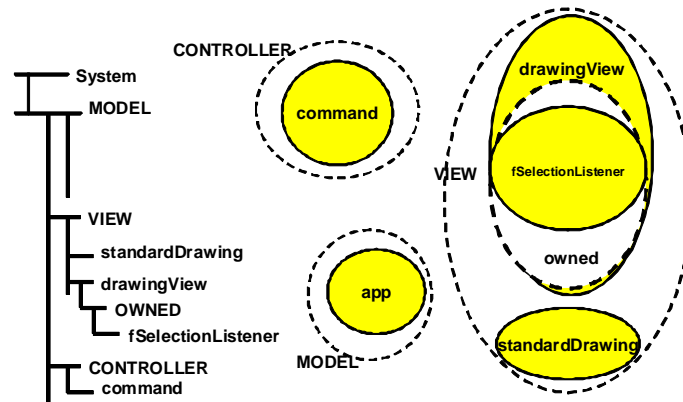 System
MODEL
VIEW
standardDrawing
drawingView
OWNED
fSelectionListener
CONTROLLER
command
CONTROLLER
command
app
MODEL
drawingView
VIEW
fSelectionListener
owned
standardDrawing